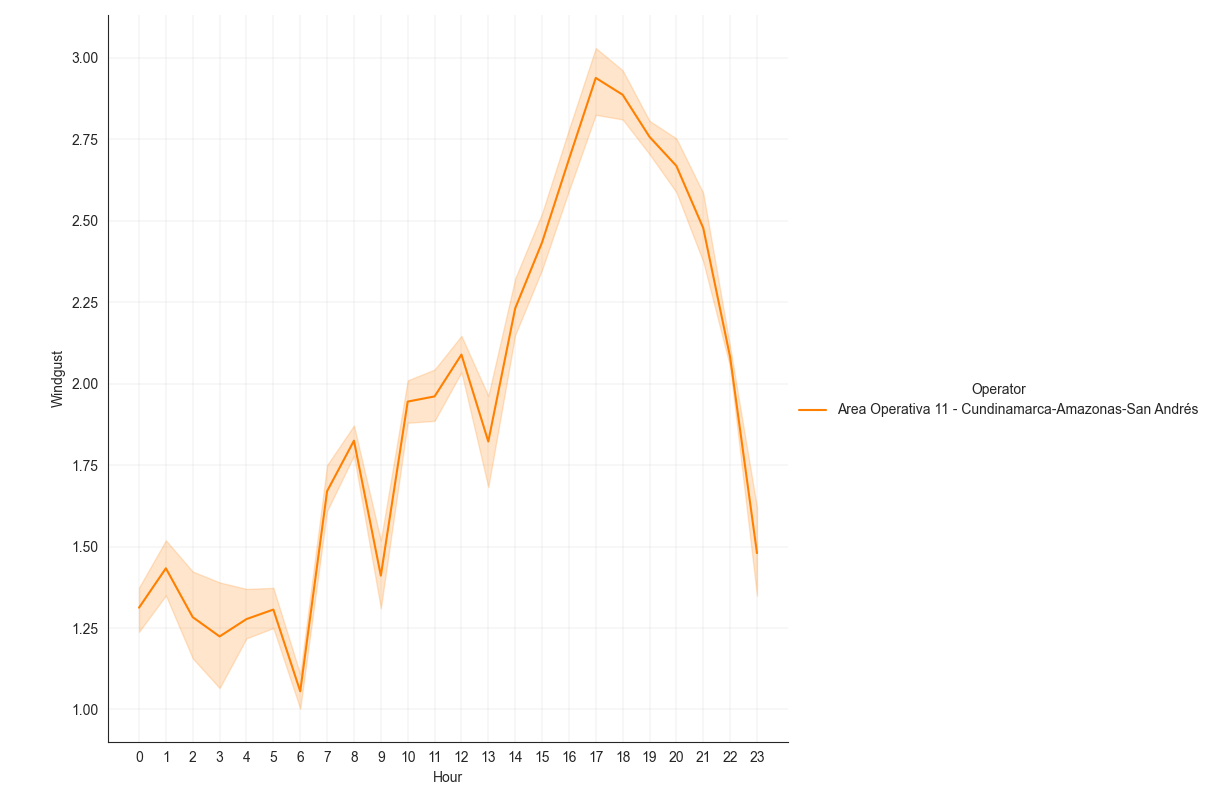 3.00
2.75
2.50
2.25
2.00
1.75
1.50
1.25
1.00
Windgust
0 1 2 3 4 5 6 7 8 9 10 11 12 13 14 15 16 17 18 19 20 21 22 23
Hour
Operator
Area Operativa 11 - Cundinamarca-Amazonas-San Andrés